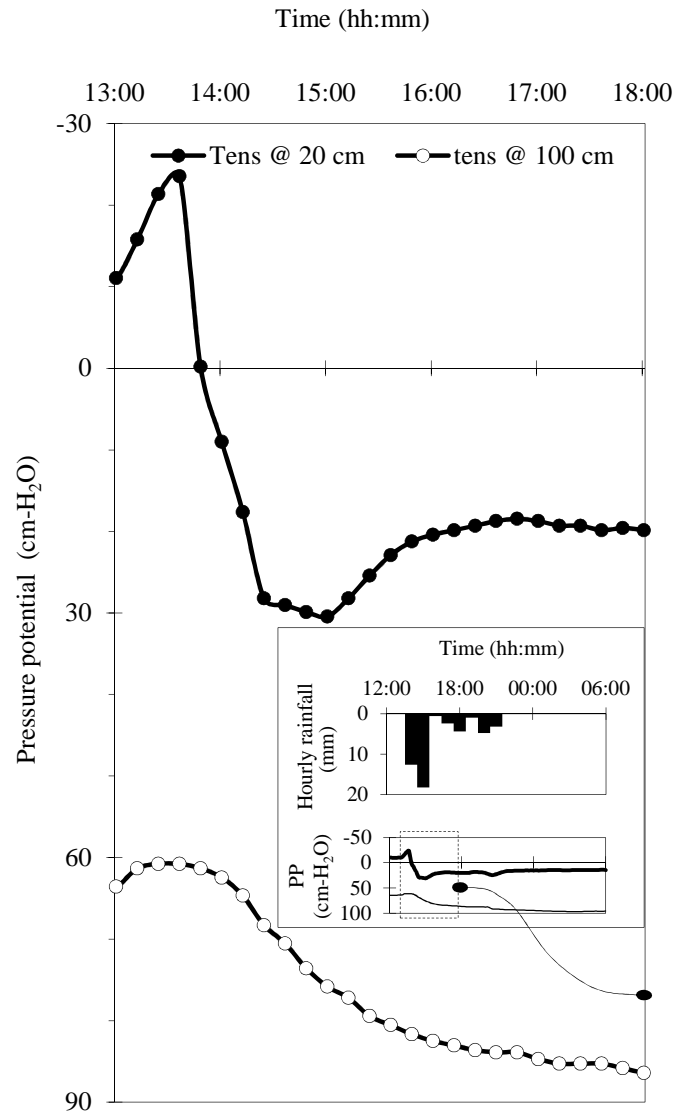 Time (hh:mm)
13:00 14:00 15:00 16:00 17:00 18:00
-30
Tens @ 20 cm tens @ 100 cm
0
30
60
90
Pressure potential (cm-H₂O)
Time (hh:mm)
12:00 18:00 00:00 06:00
0
10
20
Hourly rainfall
(mm)
-50
0
50
100
PP
(cm-H₂O)